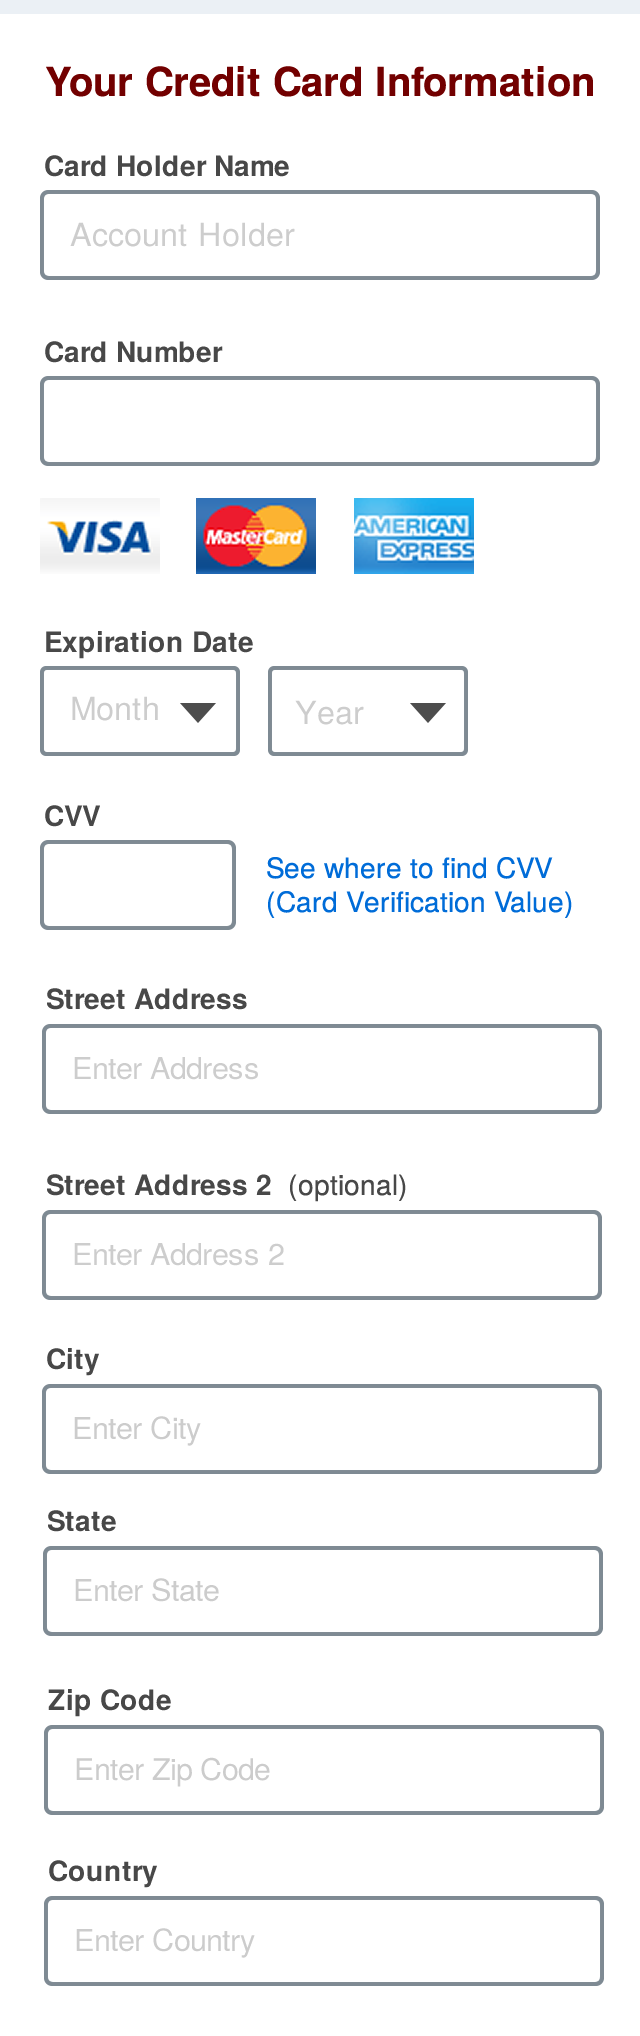 Your Credit Card Information
Card Holder Name
Account Holder
Card Number
VISA MasterCard AMERICAN EXPRESS
Expiration Date
Month Year
CVV
See where to find CVV
(Card Verification Value)
Street Address
Enter Address
Street Address 2 (optional)
Enter Address 2
City
Enter City
State
Enter State
Zip Code
Enter Zip Code
Country
Enter Country